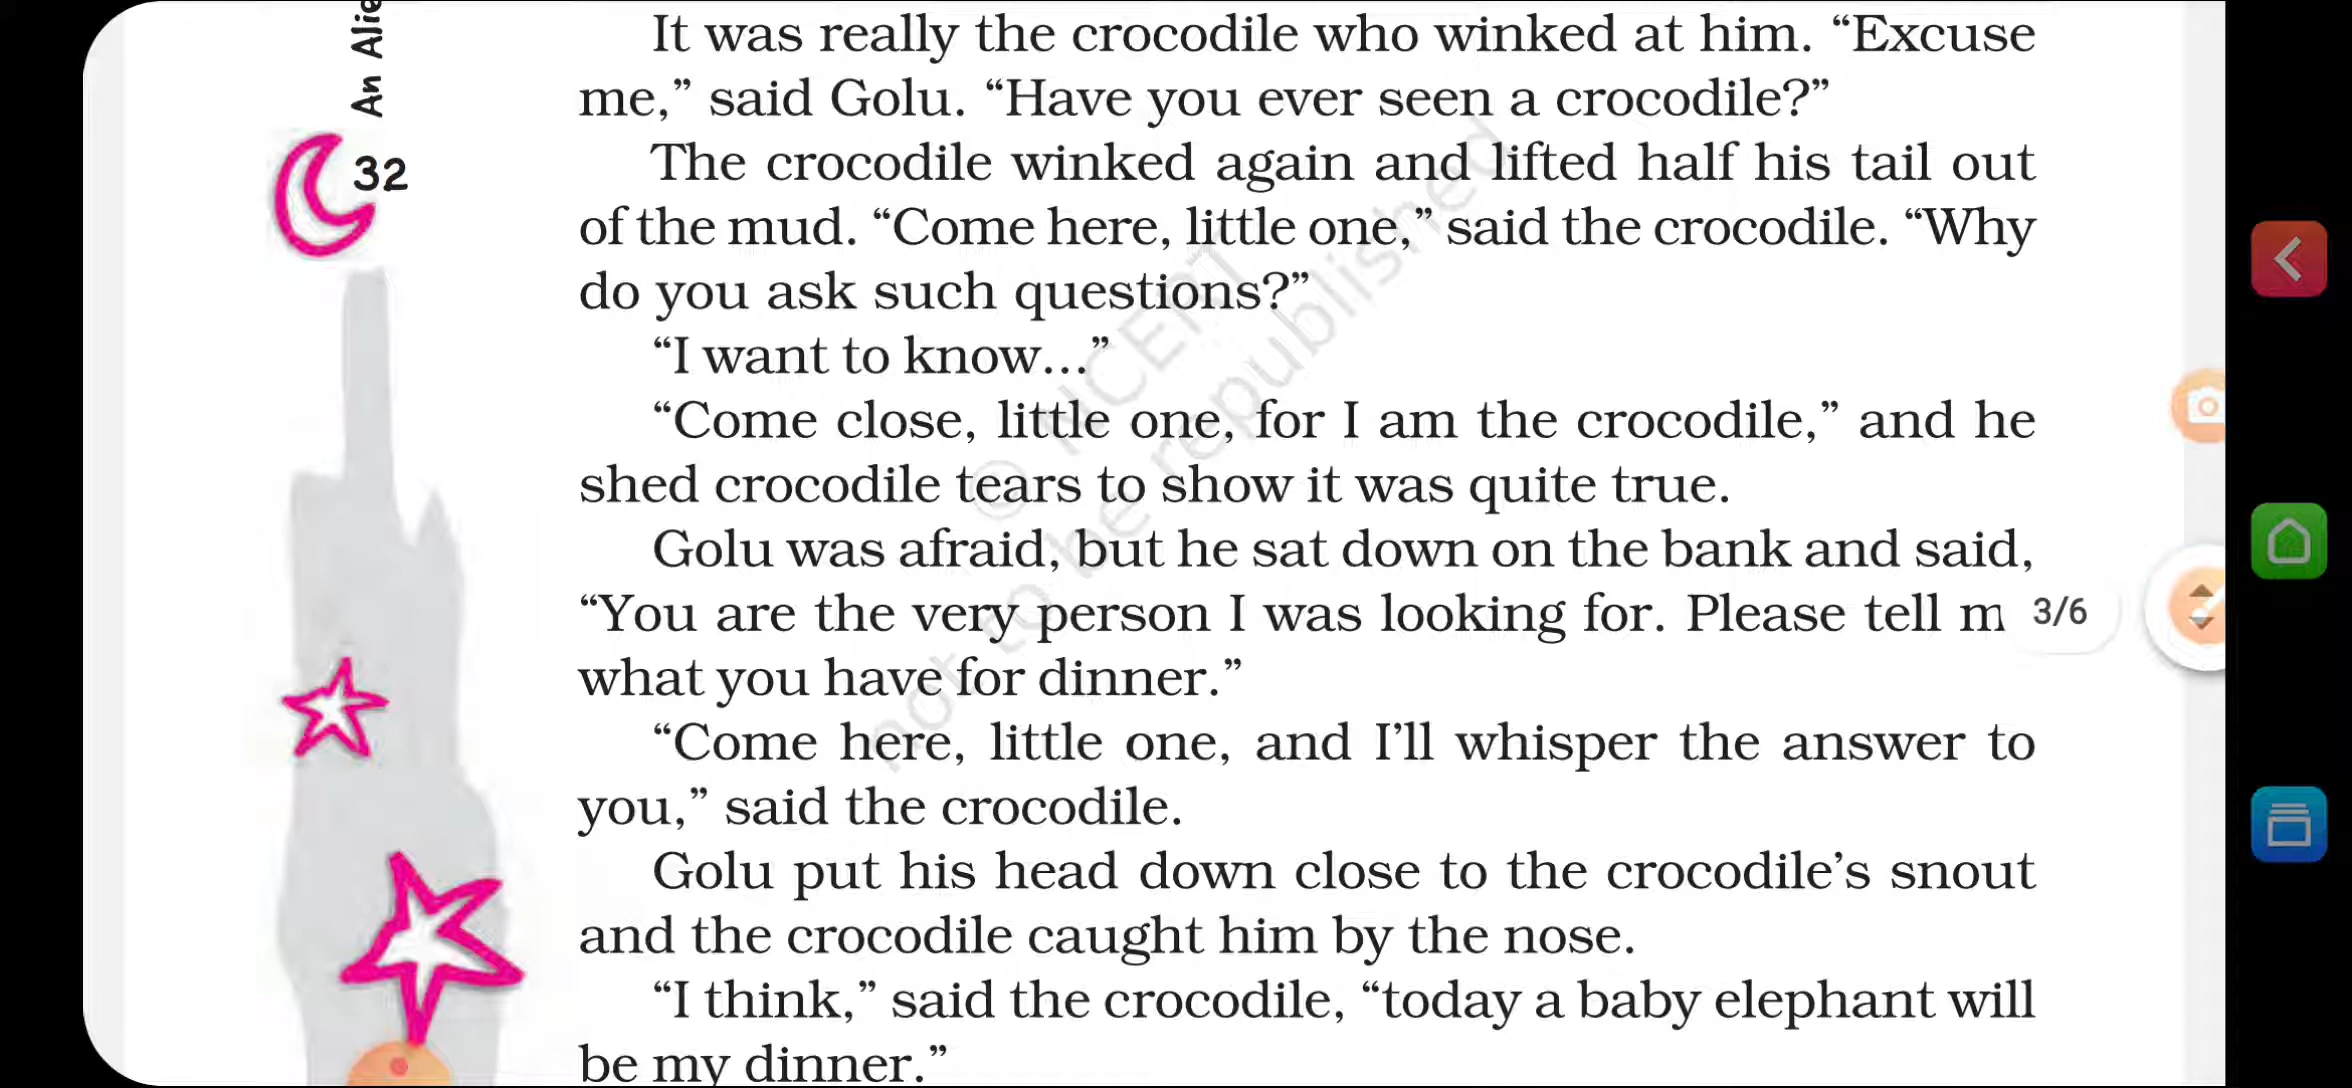 An Alie
32
It was really the crocodile who winked at him. “Excuse
me,” said Golu. “Have you ever seen a crocodile?”
The crocodile winked again and lifted half his tail out
of the mud. “Come here, little one,” said the crocodile. “Why
do you ask such questions?”
“I want to know...”
“Come close, little one, for I am the crocodile,” and he
shed crocodile tears to show it was quite true.
Golu was afraid, but he sat down on the bank and said,
“You are the very person I was looking for. Please tell m
what you have for dinner.”
“Come here, little one, and I’ll whisper the answer to
you,” said the crocodile.
Golu put his head down close to the crocodile’s snout
and the crocodile caught him by the nose.
“I think,” said the crocodile, “today a baby elephant will
be my dinner.”
3/6
© NCERT
not to be republished